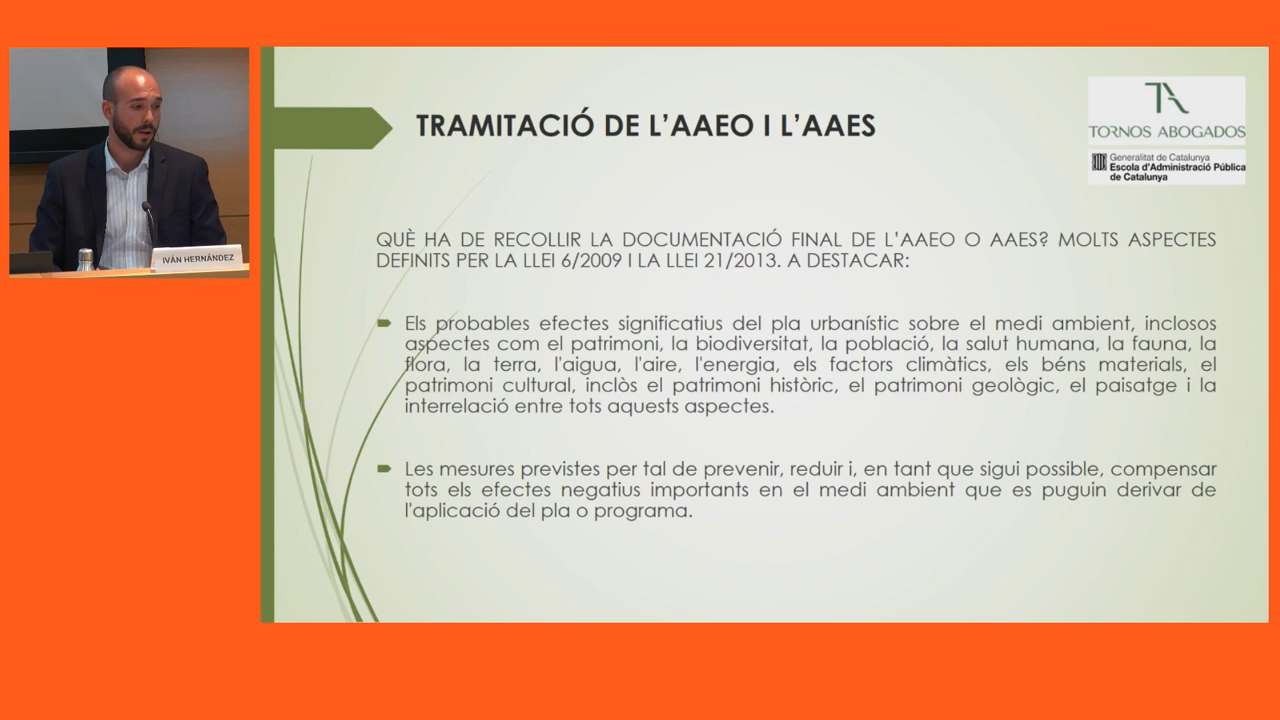 TRAMITACIÓ DE L'AAEO I L'AAES
TORNOS ABOGADOS
Generalitat de Catalunya
Escola d'Administració Pública
de Catalunya
QUÈ HA DE RECOLLIR LA DOCUMENTACIÓ FINAL DE L'AAEO O AAES? MOLTS ASPECTES
DEFINITS PER LA LLEI 6/2009 I LA LLEI 21/2013. A DESTACAR:
Els probables efectes significatius del pla urbanístic sobre el medi ambient, inclosos
aspectes com el patrimoni, la biodiversitat, la població, la salut humana, la fauna, la
flora, la terra, l'aigua, l'aire, l'energia, els factors climàtics, els béns materials, el
patrimoni cultural, inclòs el patrimoni històric, el patrimoni geològic, el paisatge i la
interrelació entre tots aquests aspectes.
Les mesures previstes per tal de prevenir, reduir i, en tant que sigui possible, compensar
tots els efectes negatius importants en el medi ambient que es puguin derivar de
l'aplicació del pla o programa.
IVÁN HERNÁNDEZ